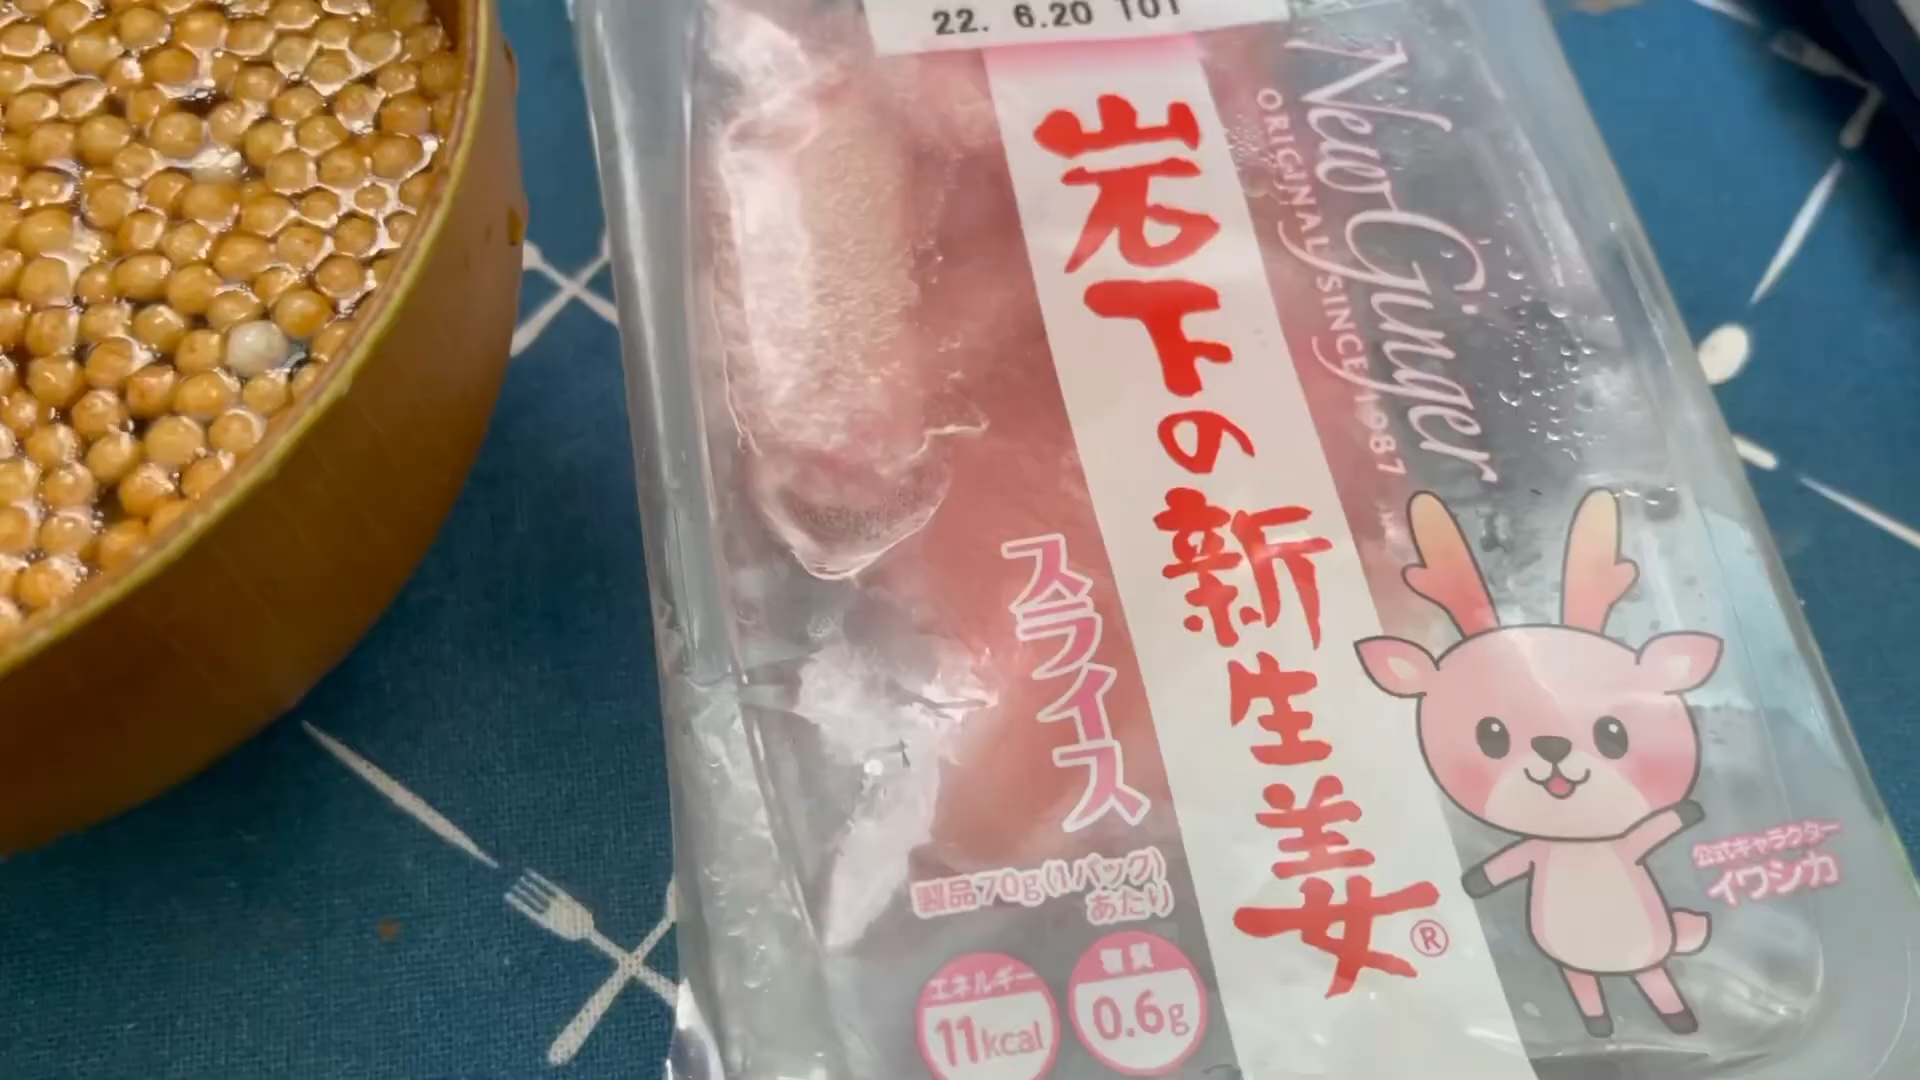 22. 6.20 T01
岩下の新生姜®
New Ginger
ORIGINAL SINCE 1987
スライス
製品70g(1パック)
あたり
エネルギー
11kcal
糖質
0.6g
公式キャラクター
イワシカ